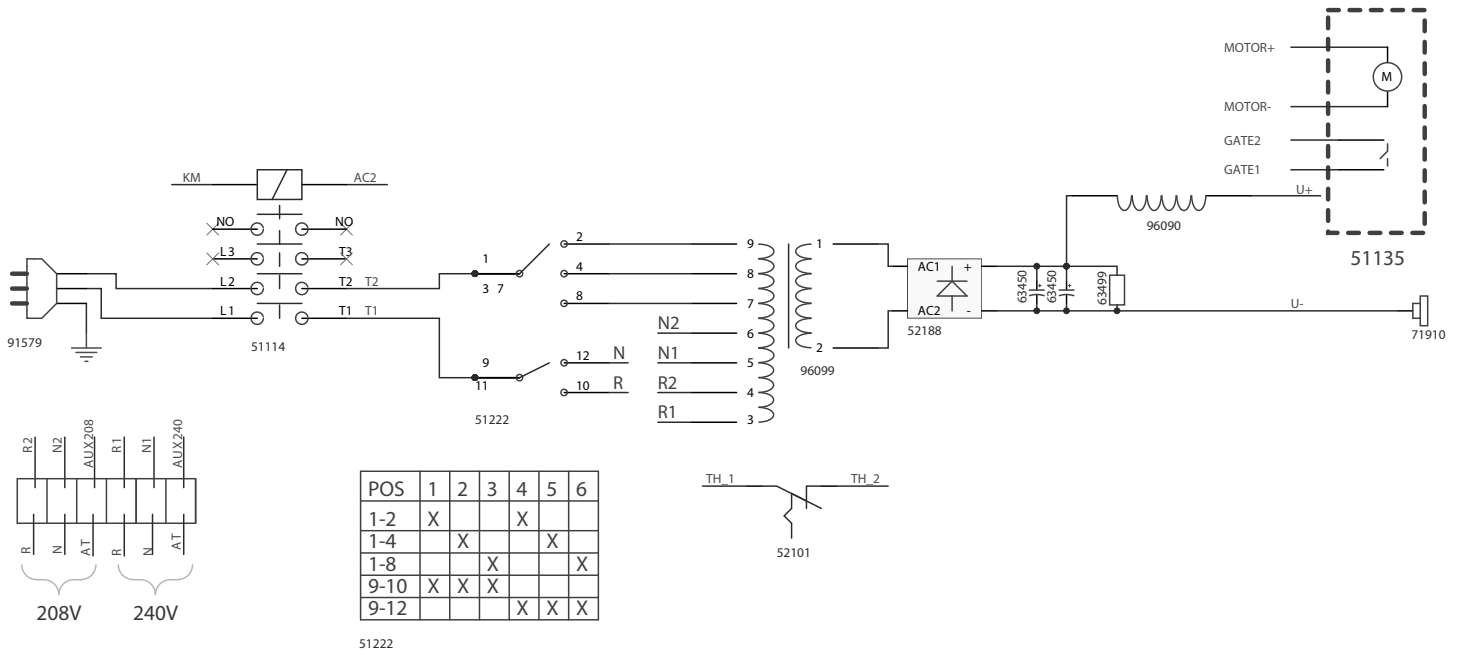 MOTOR+
M
MOTOR-
GATE2
GATE1
U+
96090
51135
KM
AC2
NO
NO
L3
T3
L2
T2
T2
L1
T1
T1
91579
51114
1
3 7
2
4
8
9
11
12
N
10
R
51222
9
8
7
N2
6
N1
5
R2
4
R1
3
1
2
96099
AC1
+
AC2
-
52188
63450
+
63450
+
63499
U-
71910
R2
N2
AUX208
R1
N1
AUX240
R
N
AT
R
N
AT
208V
240V
POS 1 2 3 4 5 6
1-2 X X
1-4 X X
1-8 X X
9-10 X X X
9-12 X X X
51222
TH_1
TH_2
52101